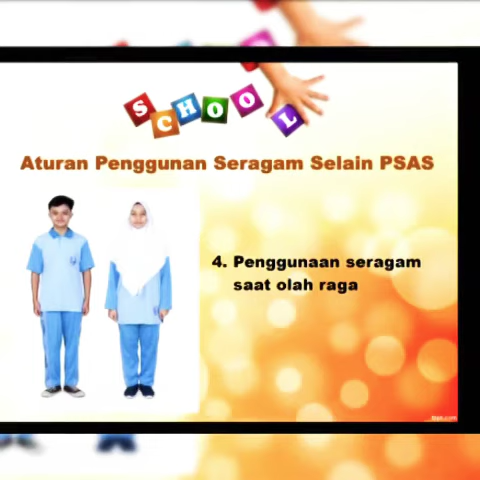 SCHOOL
Aturan Penggunan Seragam Selain PSAS
4. Penggunaan seragam
saat olah raga